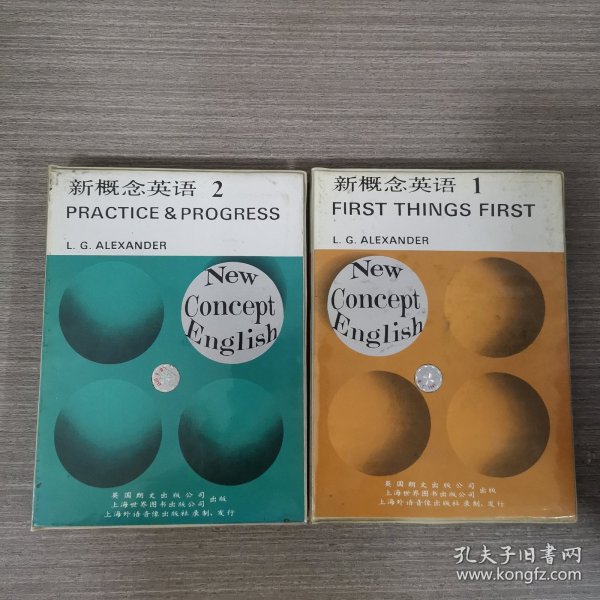 新概念英语 2
PRACTICE & PROGRESS
L. G. ALEXANDER
New
Concept
English
英国朗文出版公司
上海世界图书出版公司 出版
上海外语音像出版社录制、发行
新概念英语 1
FIRST THINGS FIRST
L. G. ALEXANDER
New
Concept
English
英国朗文出版公司
上海世界图书出版公司 出版
上海外语音像出版社录制、发行
孔夫子旧书网
www.kongfz.com